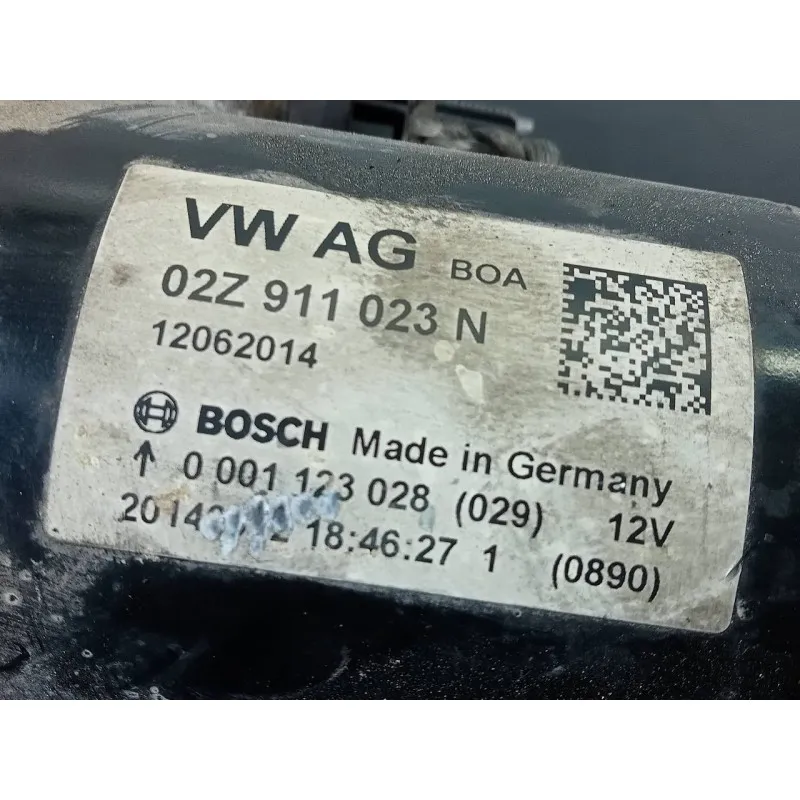 VW AG BOA
02Z 911 023 N
12062014
BOSCH Made in Germany
↑ 0 001 123 028 (029) 12V
18:46:27 1 (0890)